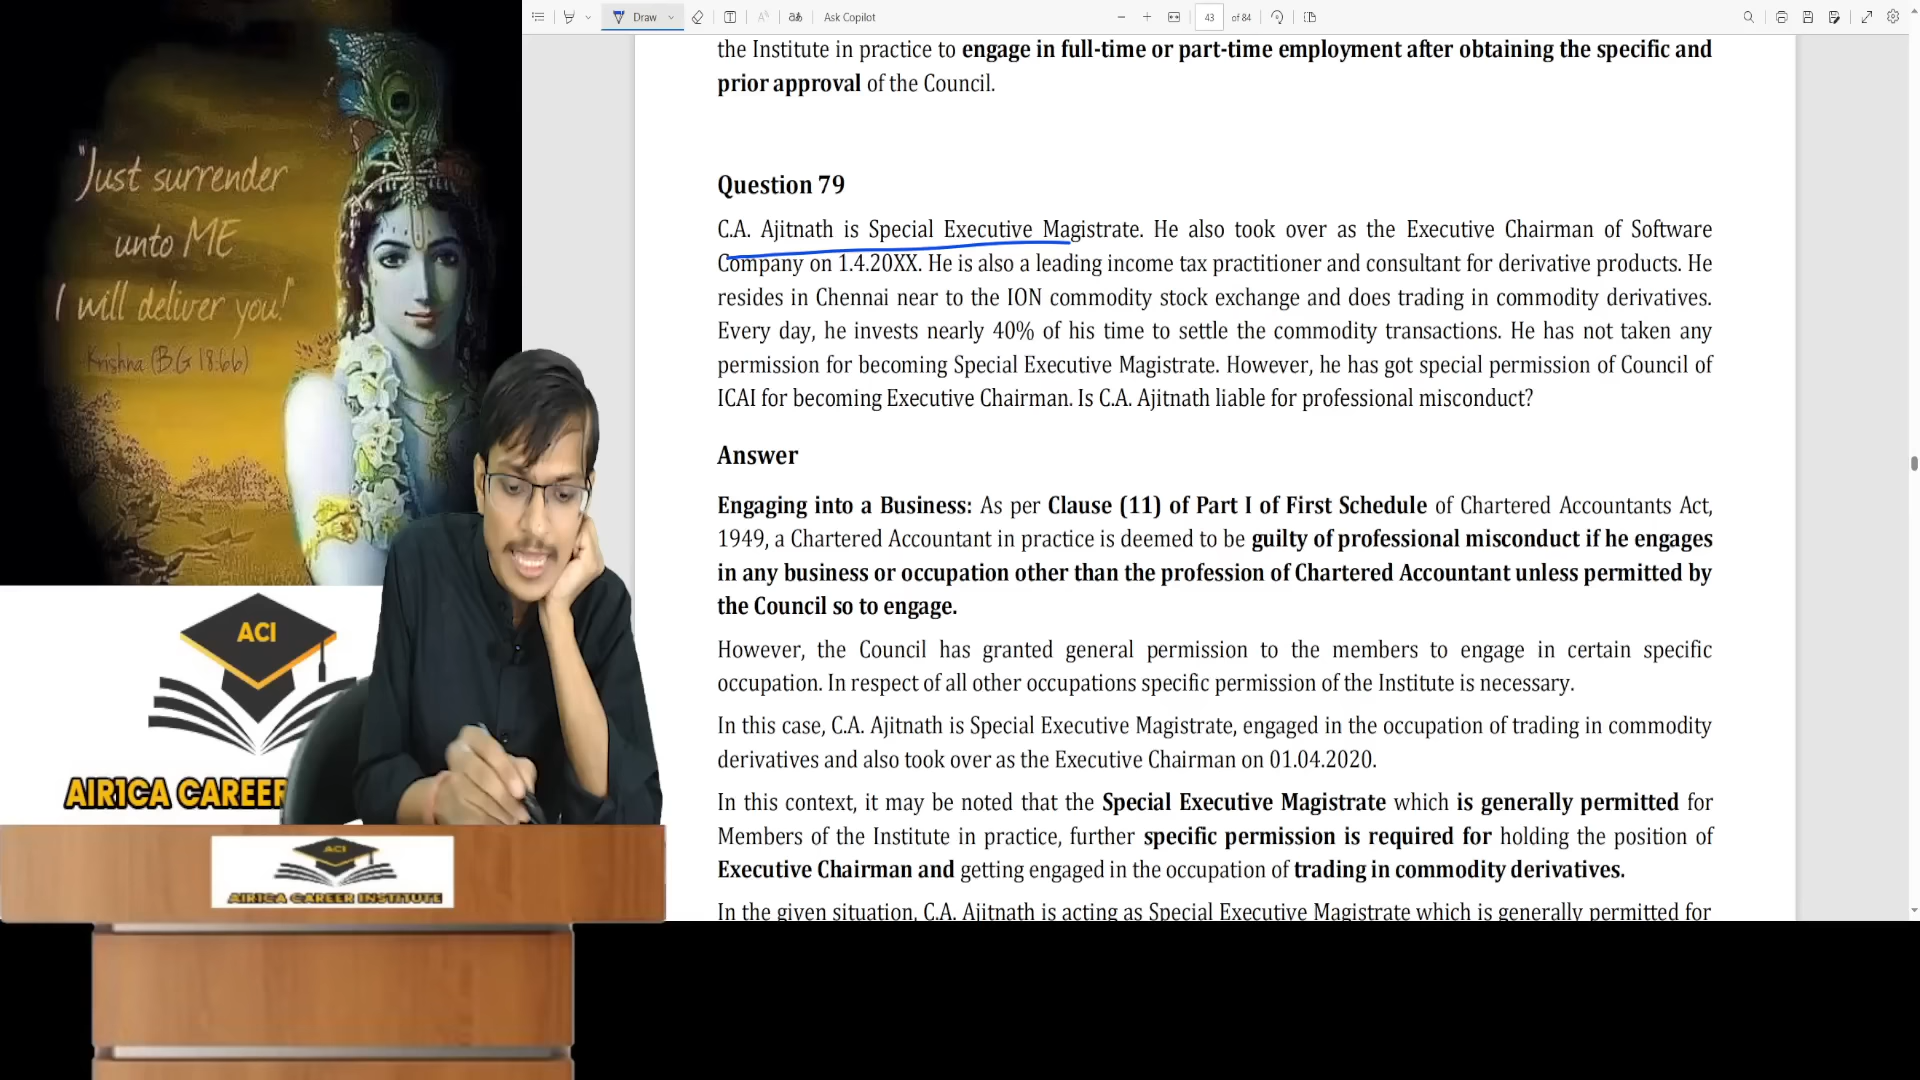 Draw
Ask Copilot
43
of 84
the Institute in practice to engage in full-time or part-time employment after obtaining the specific and
prior approval of the Council.
Question 79
C.A. Ajitnath is Special Executive Magistrate. He also took over as the Executive Chairman of Software
Company on 1.4.20XX. He is also a leading income tax practitioner and consultant for derivative products. He
resides in Chennai near to the ION commodity stock exchange and does trading in commodity derivatives.
Every day, he invests nearly 40% of his time to settle the commodity transactions. He has not taken any
permission for becoming Special Executive Magistrate. However, he has got special permission of Council of
ICAI for becoming Executive Chairman. Is C.A. Ajitnath liable for professional misconduct?
Answer
Engaging into a Business: As per Clause (11) of Part I of First Schedule of Chartered Accountants Act,
1949, a Chartered Accountant in practice is deemed to be guilty of professional misconduct if he engages
in any business or occupation other than the profession of Chartered Accountant unless permitted by
the Council so to engage.
However, the Council has granted general permission to the members to engage in certain specific
occupation. In respect of all other occupations specific permission of the Institute is necessary.
In this case, C.A. Ajitnath is Special Executive Magistrate, engaged in the occupation of trading in commodity
derivatives and also took over as the Executive Chairman on 01.04.2020.
In this context, it may be noted that the Special Executive Magistrate which is generally permitted for
Members of the Institute in practice, further specific permission is required for holding the position of
Executive Chairman and getting engaged in the occupation of trading in commodity derivatives.
In the given situation, C.A. Ajitnath is acting as Special Executive Magistrate which is generally permitted for
"Just surrender
unto ME
I will deliver you!"
Krishna (B.G 18:66)
ACI
AIR1CA CAREER
ACI
AIR1CA CAREER INSTITUTE